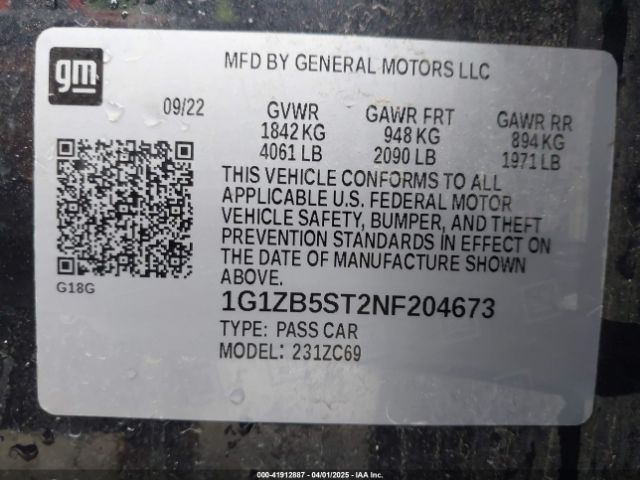 gm
MFD BY GENERAL MOTORS LLC
09/22 GVWR GAWR FRT GAWR RR
1842 KG 948 KG 894 KG
4061 LB 2090 LB 1971 LB
THIS VEHICLE CONFORMS TO ALL
APPLICABLE U.S. FEDERAL MOTOR
VEHICLE SAFETY, BUMPER, AND THEFT
PREVENTION STANDARDS IN EFFECT ON
THE DATE OF MANUFACTURE SHOWN
ABOVE.
G18G
1G1ZB5ST2NF204673
TYPE: PASS CAR
MODEL: 231ZC69
000-41912887 - 04/01/2025 - IAA Inc.